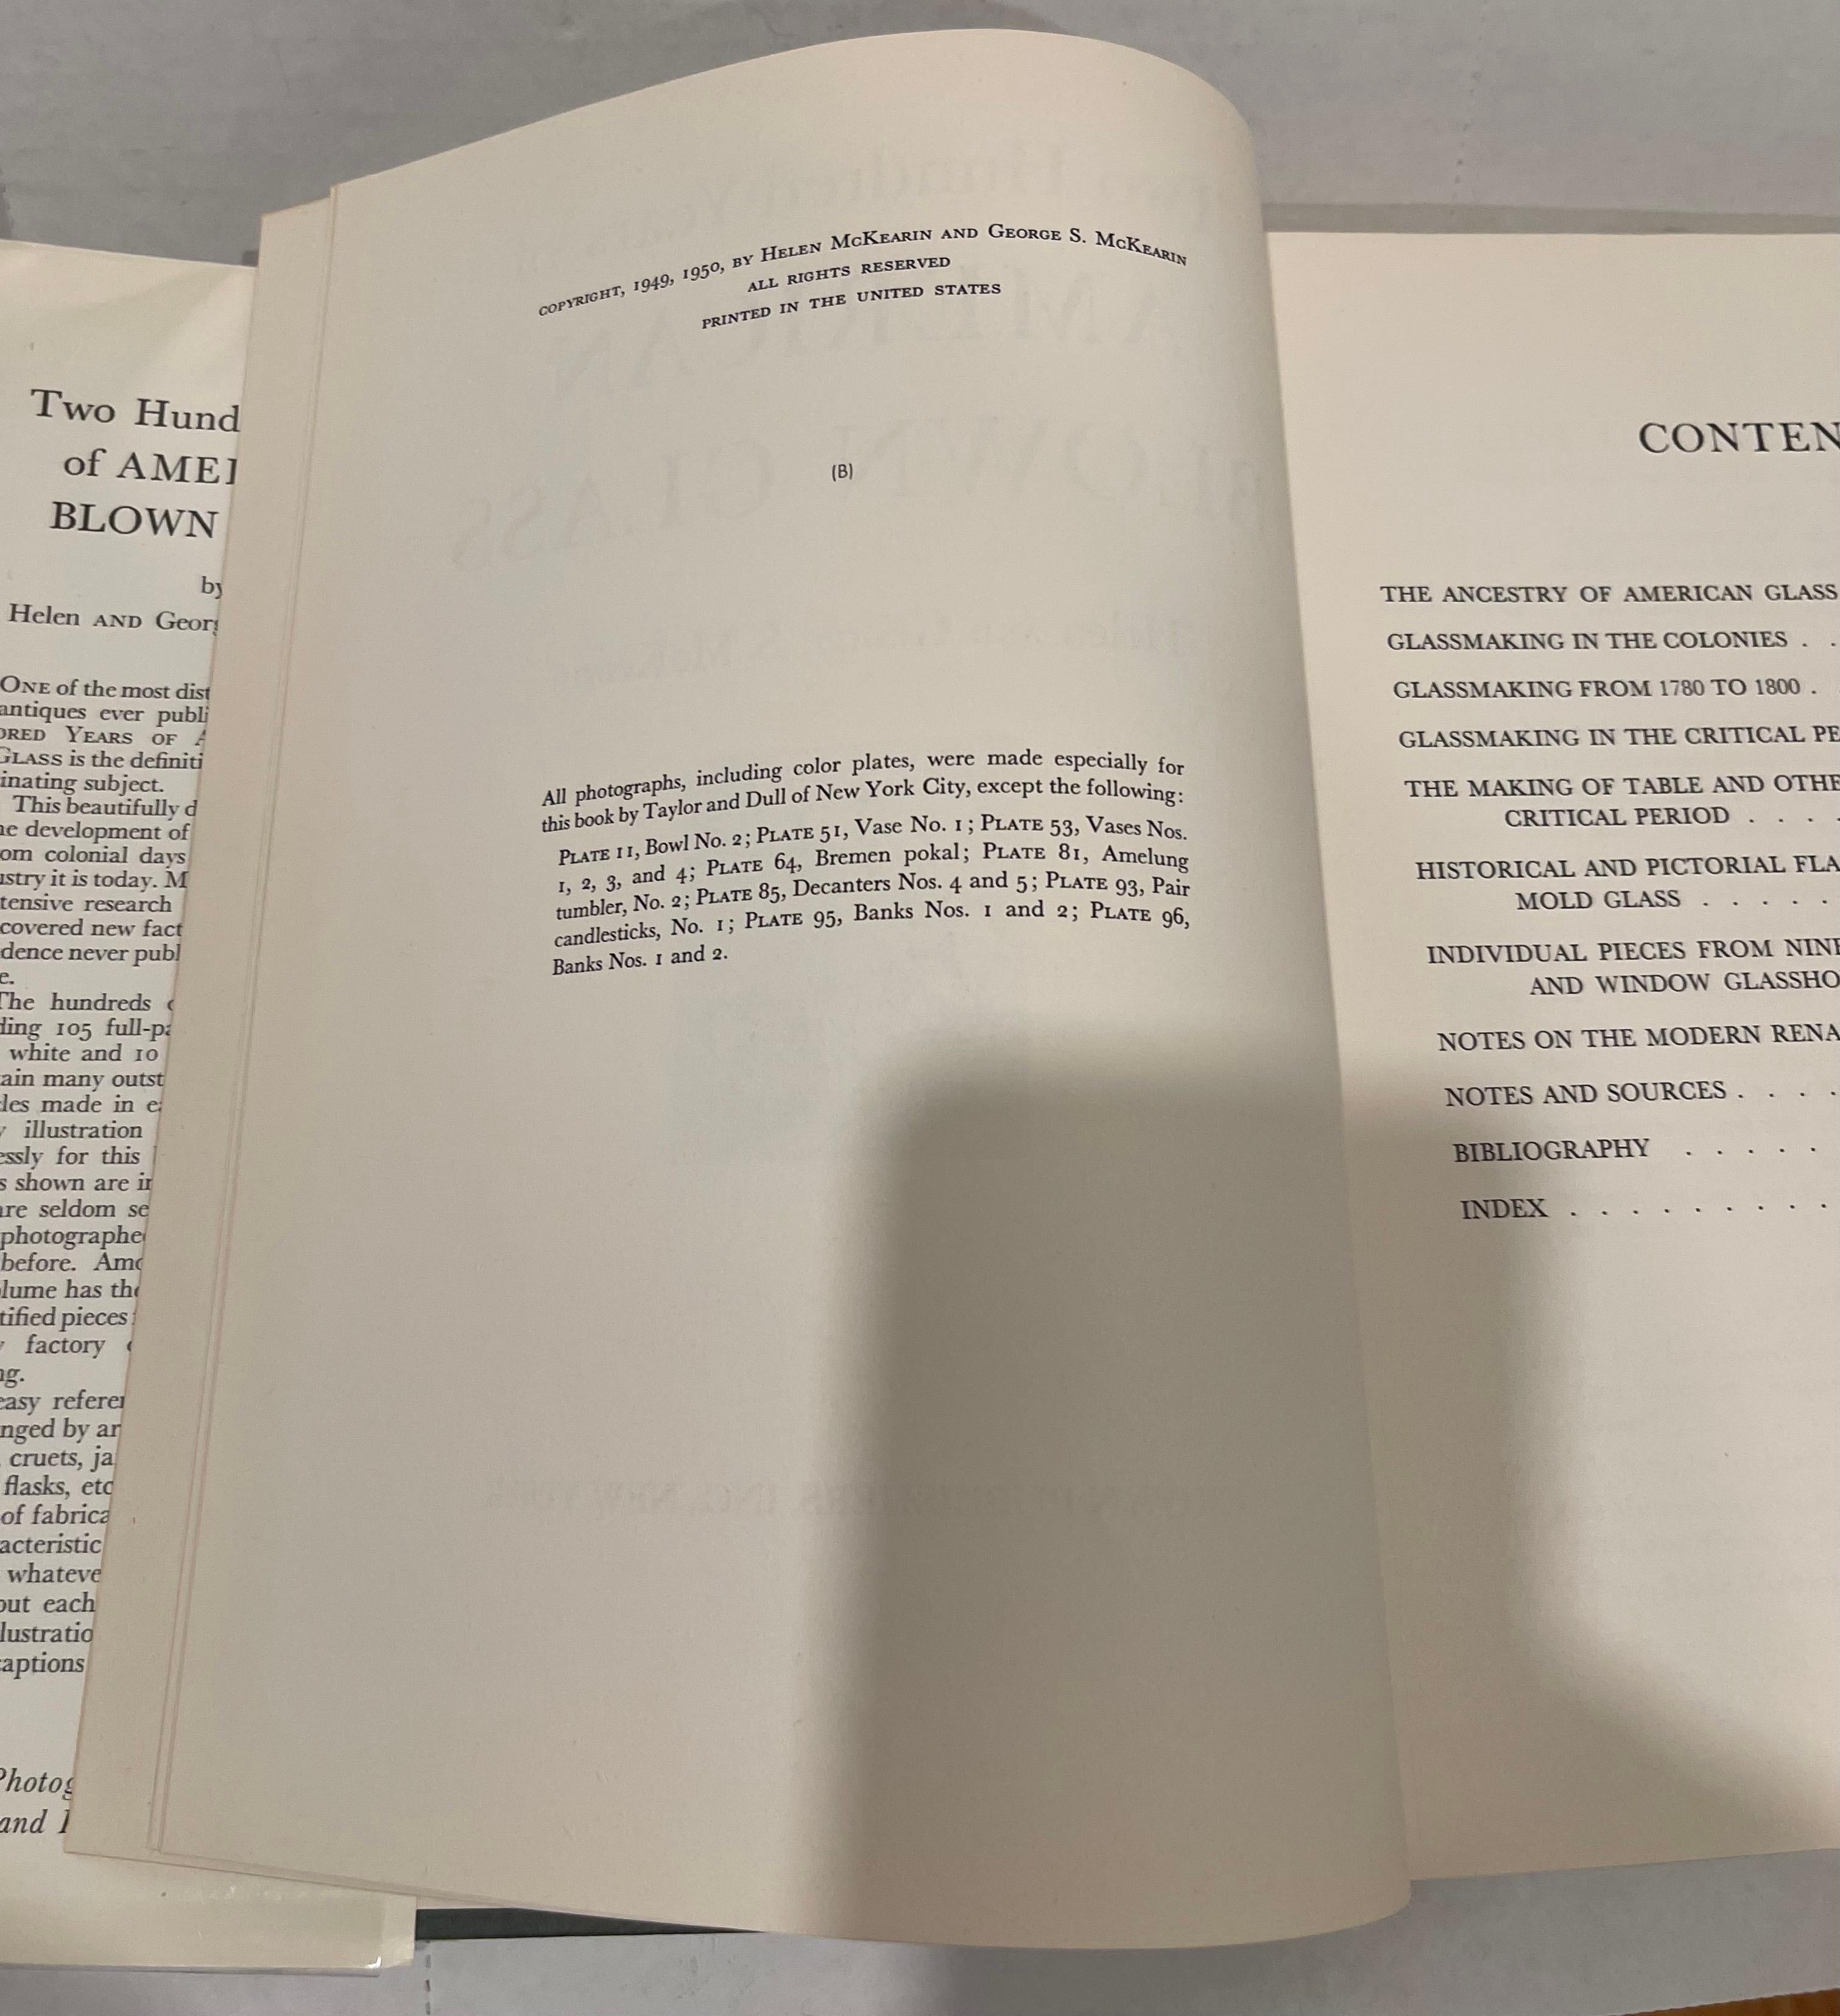 Two Hund
of AMEI
BLOWN
by
Helen AND Georg
ONE of the most dist
antiques ever publi
DRED YEARS OF A
GLASS is the definiti
inating subject.
This beautifully d
ne development of
om colonial days
ustry it is today. M
tensive research
covered new fact
dence never publ
e.
The hundreds
ding 105 full-pa
white and 10
ain many outst
les made in e
illustration
essly for this
s shown are in
are seldom se
photographe
before. Amo
lume has the
tified pieces
factory
ng.
easy referen
nged by ar
cruets, ja
flasks, etc
of fabrica
acteristic
whateve
out each
lustratio
captions
Photog
and
COPYRIGHT, 1949, 1950, BY HELEN MCKEARIN AND GEORGE S. MCKEARIN
ALL RIGHTS RESERVED
PRINTED IN THE UNITED STATES
(B)
All photographs, including color plates, were made especially for
this book by Taylor and Dull of New York City, except the following:
PLATE 11, Bowl No. 2; PLATE 51, Vase No. 1; PLATE 53, Vases Nos.
1, 2, 3, and 4; PLATE 64, Bremen pokal; PLATE 81, Amelung
tumbler, No. 2; PLATE 85, Decanters Nos. 4 and 5; PLATE 93, Pair
candlesticks, No. 1; PLATE 95, Banks Nos. 1 and 2; PLATE 96,
Banks Nos. 1 and 2.
CONTEN
THE ANCESTRY OF AMERICAN GLASS
GLASSMAKING IN THE COLONIES . .
GLASSMAKING FROM 1780 TO 1800 .
GLASSMAKING IN THE CRITICAL PE
THE MAKING OF TABLE AND OTHE
CRITICAL PERIOD . . . .
HISTORICAL AND PICTORIAL FLA
MOLD GLASS . . . . .
INDIVIDUAL PIECES FROM NINE
AND WINDOW GLASSHO
NOTES ON THE MODERN RENA
NOTES AND SOURCES . . . .
BIBLIOGRAPHY . . . . .
INDEX . . . . . . . . .